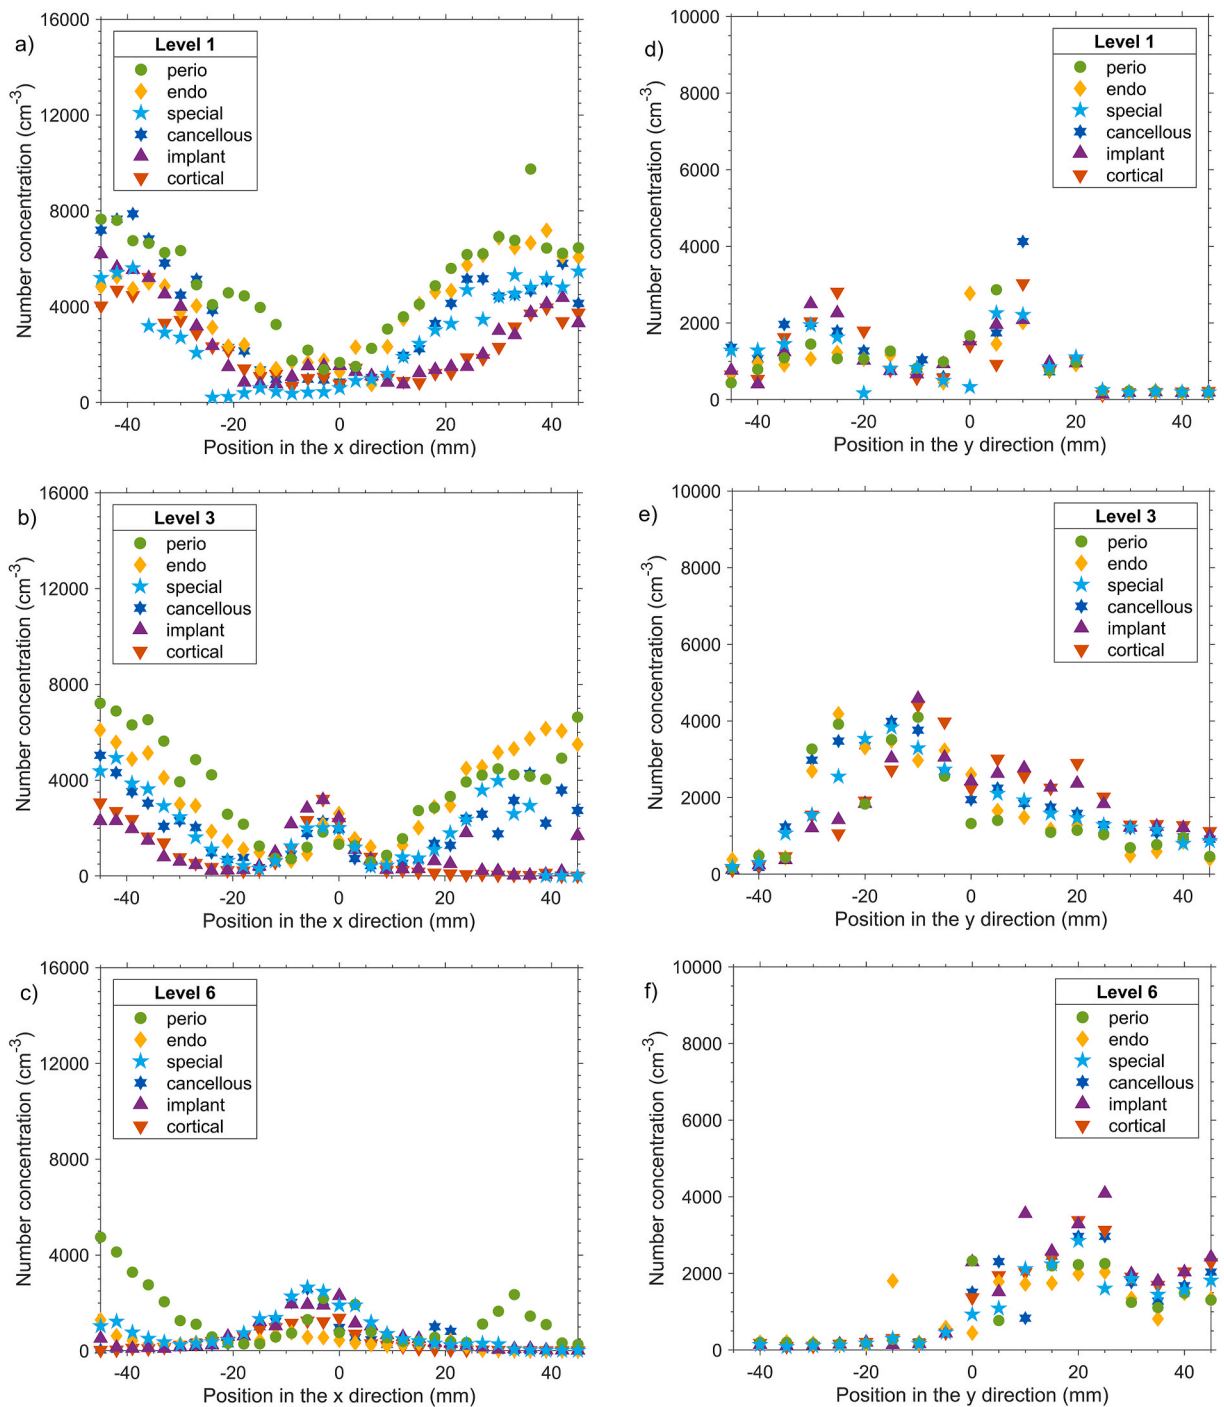 a)
Level 1
perio
endo
special
cancellous
implant
cortical
16000
12000
8000
4000
0
Number concentration (cm-3)
-40 -20 0 20 40
Position in the x direction (mm)
d)
Level 1
perio
endo
special
cancellous
implant
cortical
10000
8000
6000
4000
2000
0
Number concentration (cm-3)
-40 -20 0 20 40
Position in the y direction (mm)
b)
Level 3
perio
endo
special
cancellous
implant
cortical
16000
12000
8000
4000
0
Number concentration (cm-3)
-40 -20 0 20 40
Position in the x direction (mm)
e)
Level 3
perio
endo
special
cancellous
implant
cortical
10000
8000
6000
4000
2000
0
Number concentration (cm-3)
-40 -20 0 20 40
Position in the y direction (mm)
c)
Level 6
perio
endo
special
cancellous
implant
cortical
16000
12000
8000
4000
0
Number concentration (cm-3)
-40 -20 0 20 40
Position in the x direction (mm)
f)
Level 6
perio
endo
special
cancellous
implant
cortical
10000
8000
6000
4000
2000
0
Number concentration (cm-3)
-40 -20 0 20 40
Position in the y direction (mm)